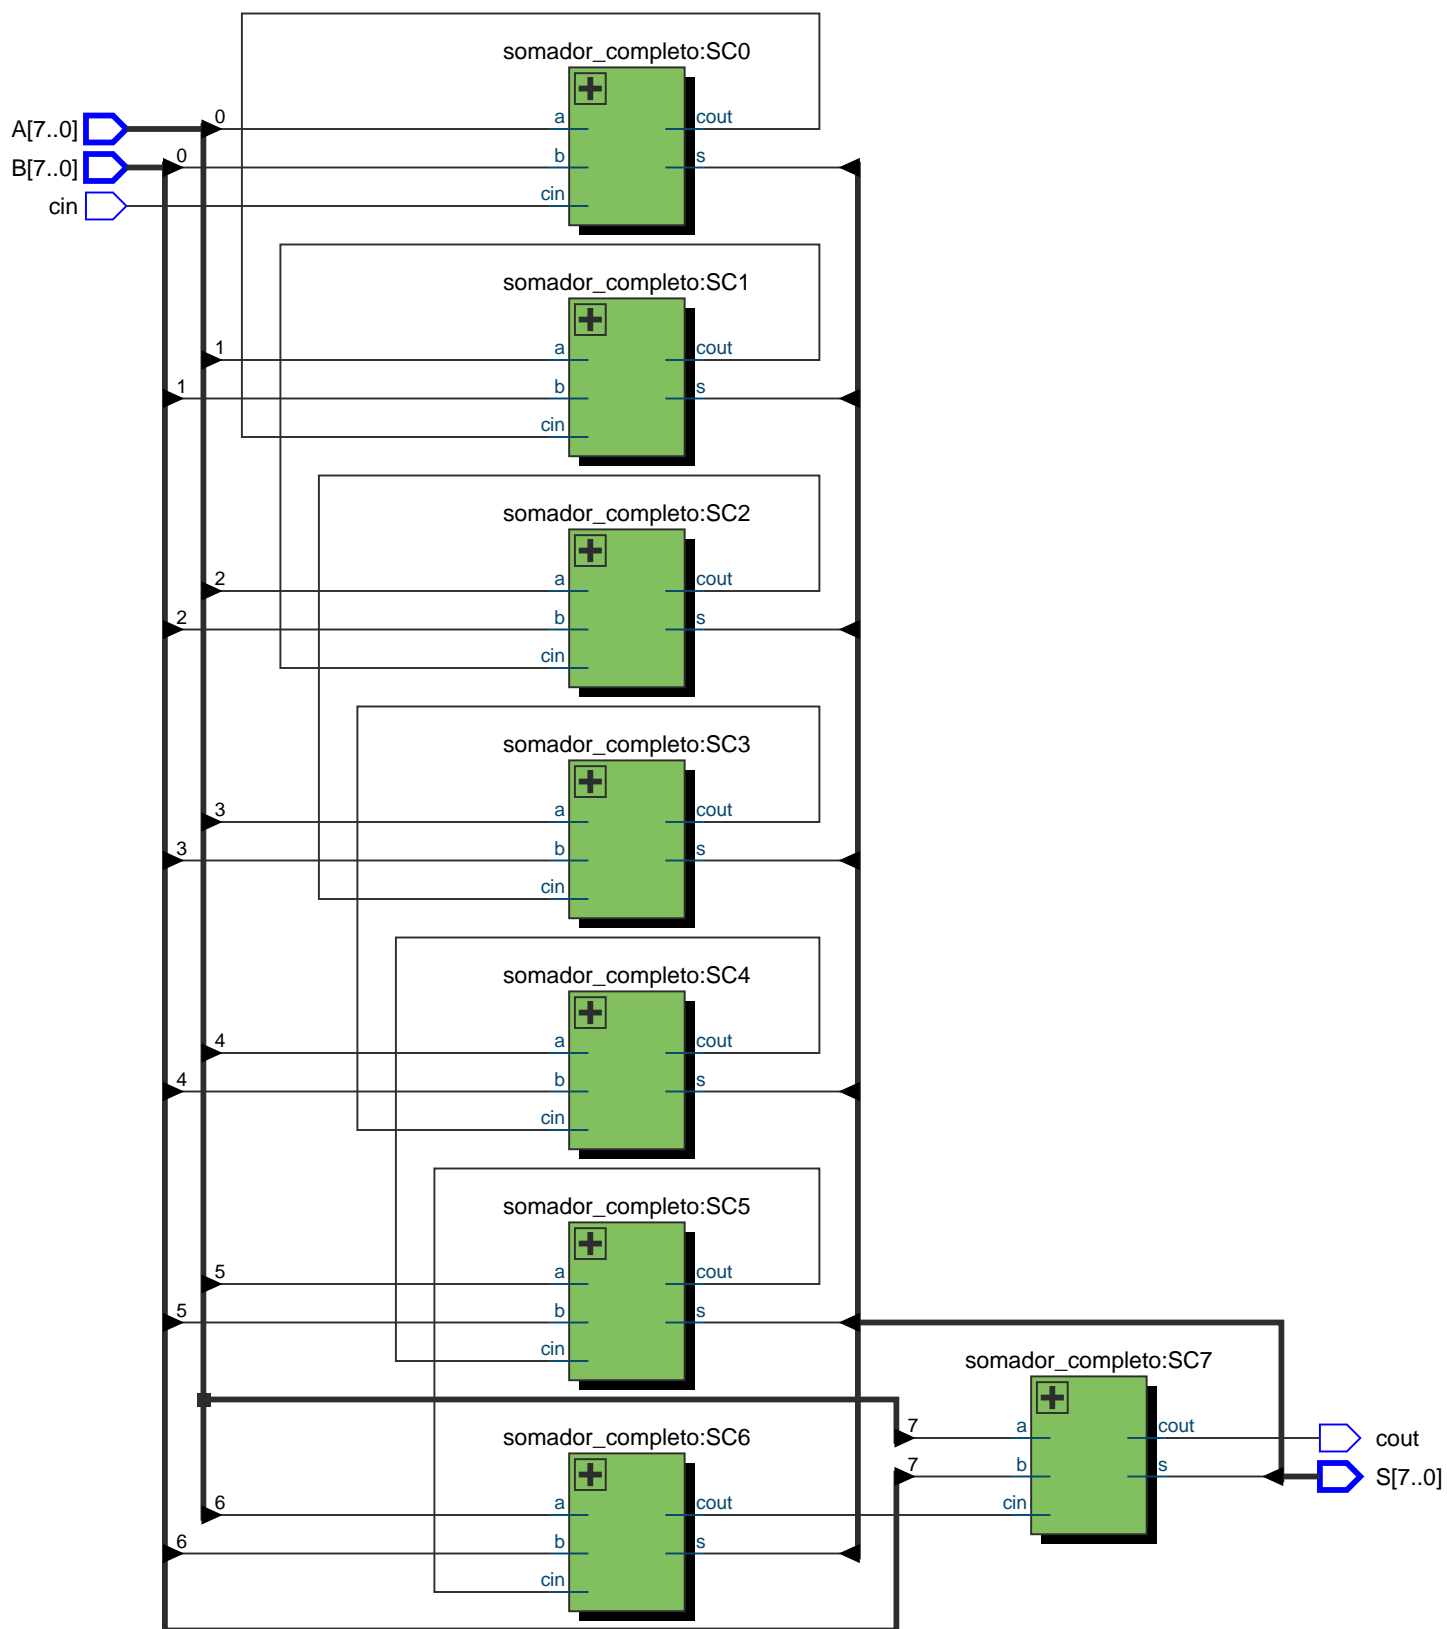 somador_completo:SC0
A[7..0]
0
a
cout
B[7..0]
0
b
s
cin
cin
somador_completo:SC1
1
a
cout
1
b
s
cin
somador_completo:SC2
2
a
cout
2
b
s
cin
somador_completo:SC3
3
a
cout
3
b
s
cin
somador_completo:SC4
4
a
cout
4
b
s
cin
somador_completo:SC5
5
a
cout
5
b
s
cin
somador_completo:SC7
7
a
cout
cout
7
b
s
S[7..0]
cin
somador_completo:SC6
6
a
cout
6
b
s
cin